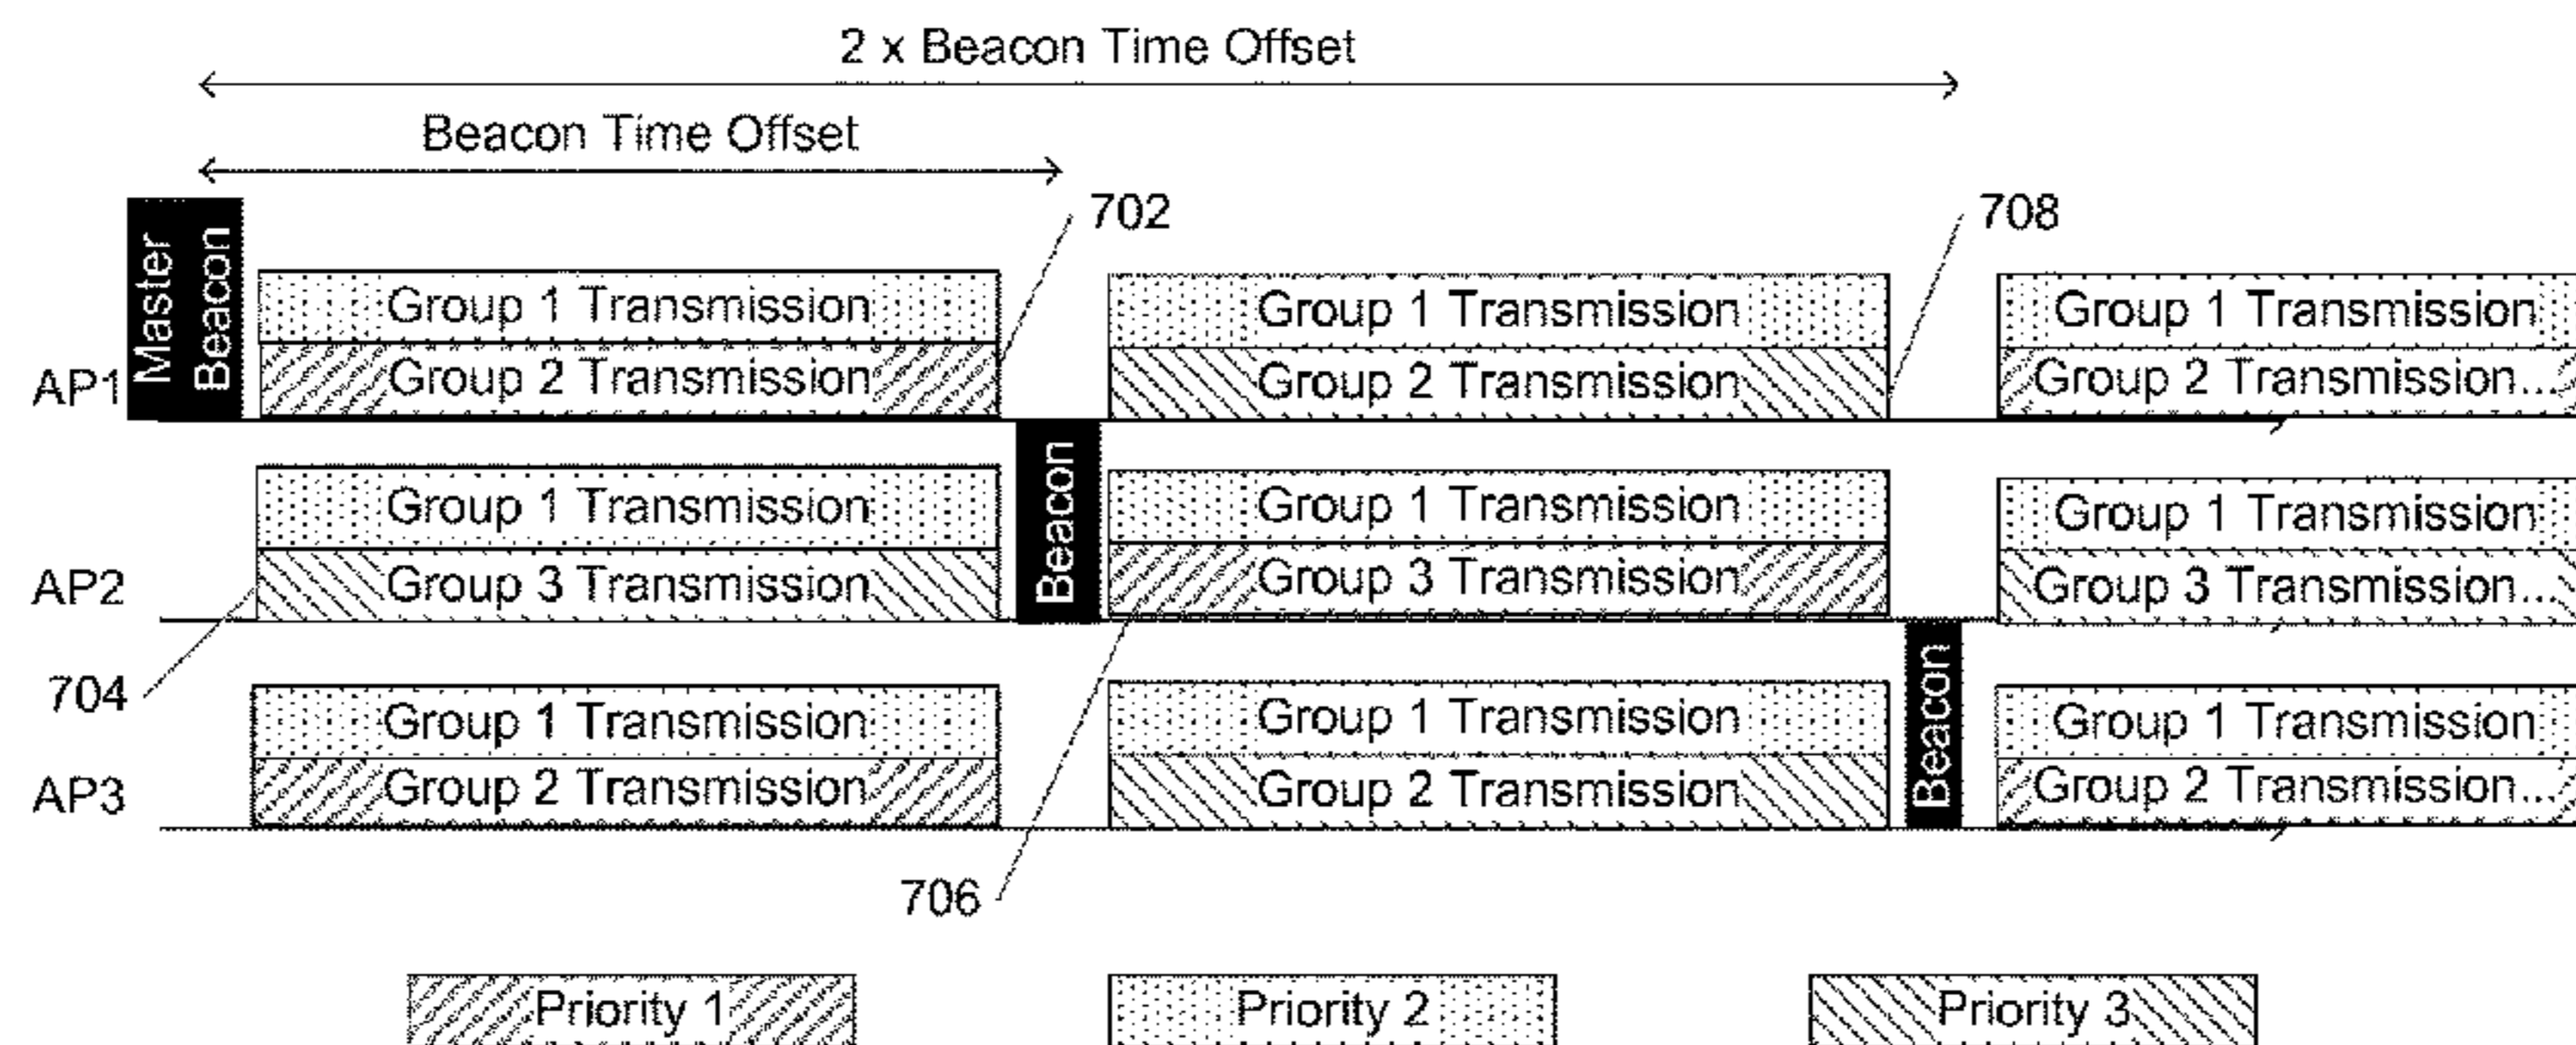 2 x Beacon Time Offset
Beacon Time Offset
702
708
Master
Beacon
AP1
Group 1 Transmission
Group 2 Transmission
Group 1 Transmission
Group 2 Transmission
Group 1 Transmission
Group 2 Transmission...
AP2
Group 1 Transmission
Group 3 Transmission
Beacon
Group 1 Transmission
Group 3 Transmission
Group 1 Transmission
Group 3 Transmission...
704
AP3
Group 1 Transmission
Group 2 Transmission
Group 1 Transmission
Group 2 Transmission
Beacon
Group 1 Transmission
Group 2 Transmission...
706
Priority 1
Priority 2
Priority 3